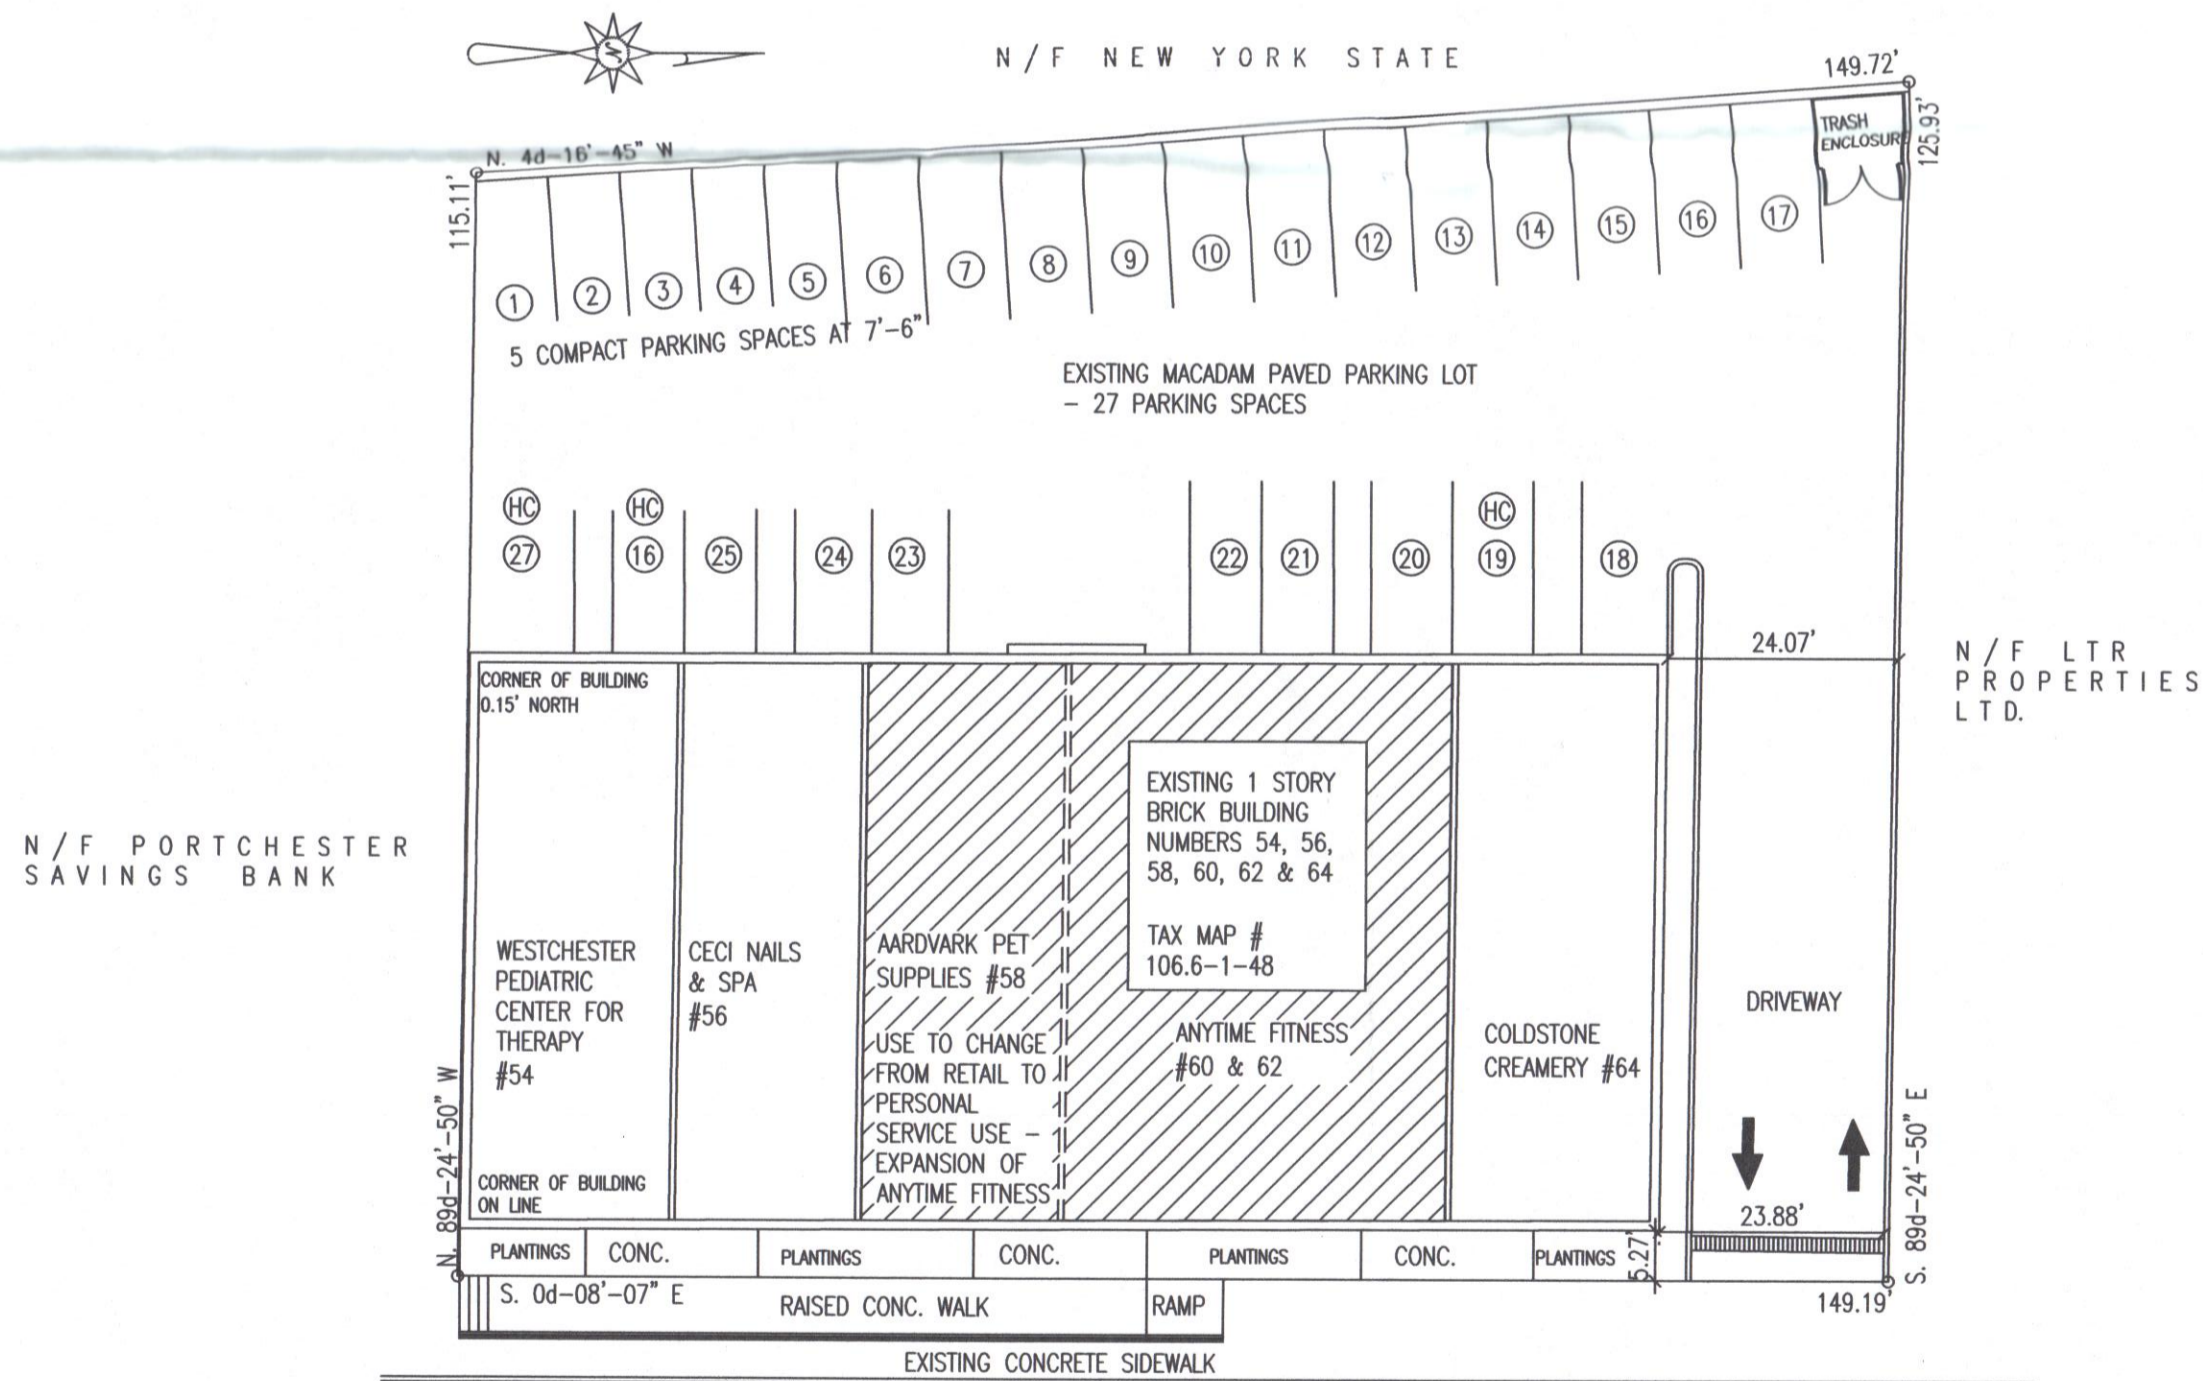 N
N/F NEW YORK STATE
149.72'
125.93'
N. 4d-16'-45" W
115.11'
TRASH
ENCLOSURE
1
2
3
4
5
6
7
8
9
10
11
12
13
14
15
16
17
5 COMPACT PARKING SPACES AT 7'-6"
EXISTING MACADAM PAVED PARKING LOT
- 27 PARKING SPACES
HC
27
HC
16
25
24
23
22
21
20
HC
19
18
24.07'
N/F LTR
PROPERTIES
LTD.
CORNER OF BUILDING
0.15' NORTH
N/F PORTCHESTER
SAVINGS BANK
EXISTING 1 STORY
BRICK BUILDING
NUMBERS 54, 56,
58, 60, 62 & 64
TAX MAP #
106.6-1-48
WESTCHESTER
PEDIATRIC
CENTER FOR
THERAPY
#54
CECI NAILS
& SPA
#56
AARDVARK PET
SUPPLIES #58
USE TO CHANGE
FROM RETAIL TO
PERSONAL
SERVICE USE -
EXPANSION OF
ANYTIME FITNESS
ANYTIME FITNESS
#60 & 62
COLDSTONE
CREAMERY #64
DRIVEWAY
N. 89d-24'-50" W
CORNER OF BUILDING
ON LINE
23.88'
S. 89d-24'-50" E
PLANTINGS
CONC.
PLANTINGS
CONC.
PLANTINGS
CONC.
PLANTINGS
5.27'
S. 0d-08'-07" E
RAISED CONC. WALK
RAMP
149.19'
EXISTING CONCRETE SIDEWALK